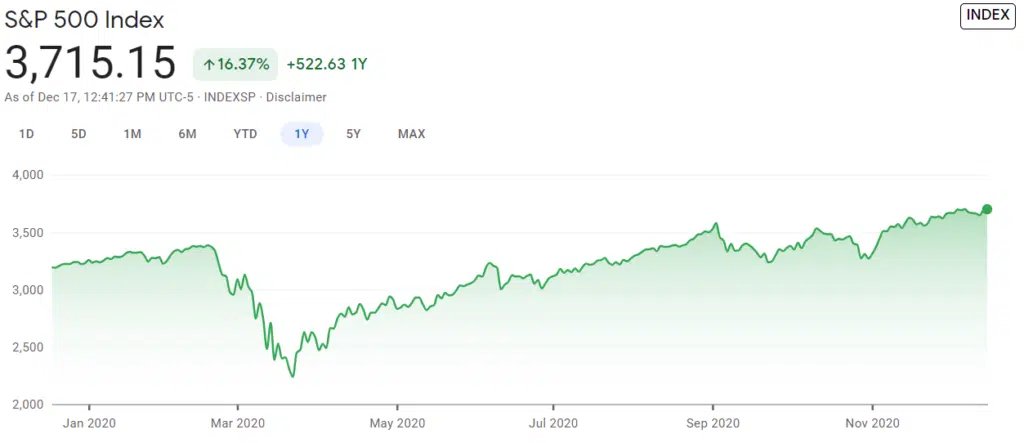 S&P 500 Index
INDEX
3,715.15 ↑16.37% +522.63 1Y
As of Dec 17, 12:41:27 PM UTC-5 · INDEXSP · Disclaimer
1D 5D 1M 6M YTD 1Y 5Y MAX
4,000
3,500
3,000
2,500
2,000
Jan 2020 Mar 2020 May 2020 Jul 2020 Sep 2020 Nov 2020